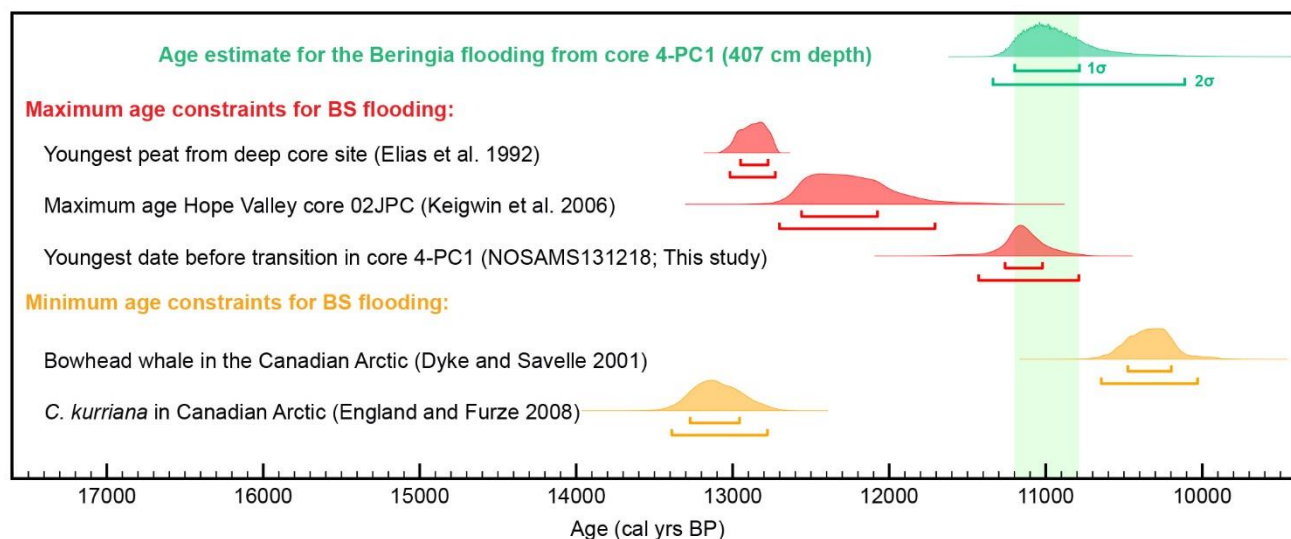 Age estimate for the Beringia flooding from core 4-PC1 (407 cm depth)
1σ
2σ
Maximum age constraints for BS flooding:
Youngest peat from deep core site (Elias et al. 1992)
Maximum age Hope Valley core 02JPC (Keigwin et al. 2006)
Youngest date before transition in core 4-PC1 (NOSAMS131218; This study)
Minimum age constraints for BS flooding:
Bowhead whale in the Canadian Arctic (Dyke and Savelle 2001)
C. kurriana in Canadian Arctic (England and Furze 2008)
17000 16000 15000 14000 13000 12000 11000 10000
Age (cal yrs BP)